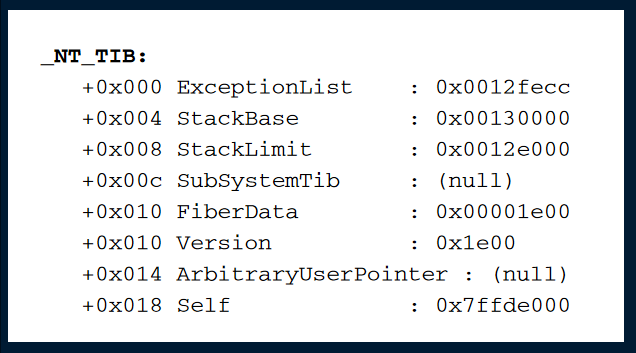 _NT_TIB:
+0x000 ExceptionList : 0x0012fecc
+0x004 StackBase : 0x00130000
+0x008 StackLimit : 0x0012e000
+0x00c SubSystemTib : (null)
+0x010 FiberData : 0x00001e00
+0x010 Version : 0x1e00
+0x014 ArbitraryUserPointer : (null)
+0x018 Self : 0x7ffde000